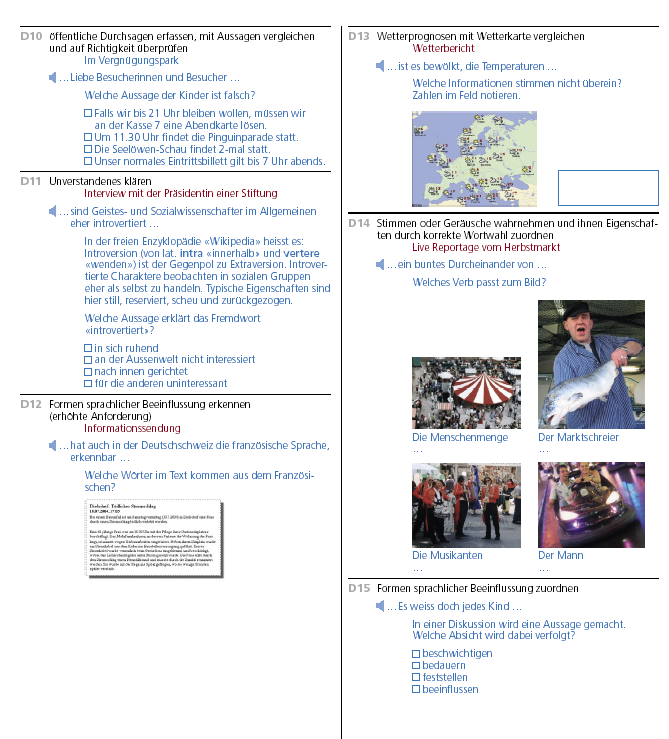 D10 öffentliche Durchsagen erfassen, mit Aussagen vergleichen
und auf Richtigkeit überprüfen
Im Vergnügungspark
…Liebe Besucherinnen und Besucher …
Welche Aussage der Kinder ist falsch?
Falls wir bis 21 Uhr bleiben wollen, müssen wir
an der Kasse 7 eine Abendkarte lösen.
Um 11.30 Uhr findet die Pinguinparade statt.
Die Seelöwen-Schau findet 2-mal statt.
Unser normales Eintrittsbillett gilt bis 7 Uhr abends.
D11 Unverstandenes klären
Interview mit der Präsidentin einer Stiftung
…sind Geistes- und Sozialwissenschafter im Allgemeinen
eher introvertiert …
In der freien Enzyklopädie «Wikipedia» heisst es:
Introversion (von lat. intra «innerhalb» und vertere
«wenden») ist der Gegenpol zu Extraversion. Introver-
tierte Charaktere beobachten in sozialen Gruppen
eher als selbst zu handeln. Typische Eigenschaften sind
hier still, reserviert, scheu und zurückgezogen.
Welche Aussage erklärt das Fremdwort
«introvertiert»?
in sich ruhend
an der Aussenwelt nicht interessiert
nach innen gerichtet
für die anderen uninteressant
D12 Formen sprachlicher Beeinflussung erkennen
(erhöhte Anforderung)
Informationssendung
…hat auch in der Deutschschweiz die französische Sprache,
erkennbar …
Welche Wörter im Text kommen aus dem Französi-
schen?
D13 Wetterprognosen mit Wetterkarte vergleichen
Wetterbericht
…ist es bewölkt, die Temperaturen …
Welche Informationen stimmen nicht überein?
Zahlen im Feld notieren.
D14 Stimmen oder Geräusche wahrnehmen und ihnen Eigenschaf-
ten durch korrekte Wortwahl zuordnen
Live Reportage vom Herbstmarkt
…ein buntes Durcheinander von …
Welches Verb passt zum Bild?
Die Menschenmenge
…
Der Marktschreier
…
Die Musikanten
…
Der Mann
…
D15 Formen sprachlicher Beeinflussung zuordnen
…Es weiss doch jedes Kind …
In einer Diskussion wird eine Aussage gemacht.
Welche Absicht wird dabei verfolgt?
beschwichtigen
bedauern
feststellen
beeinflussen